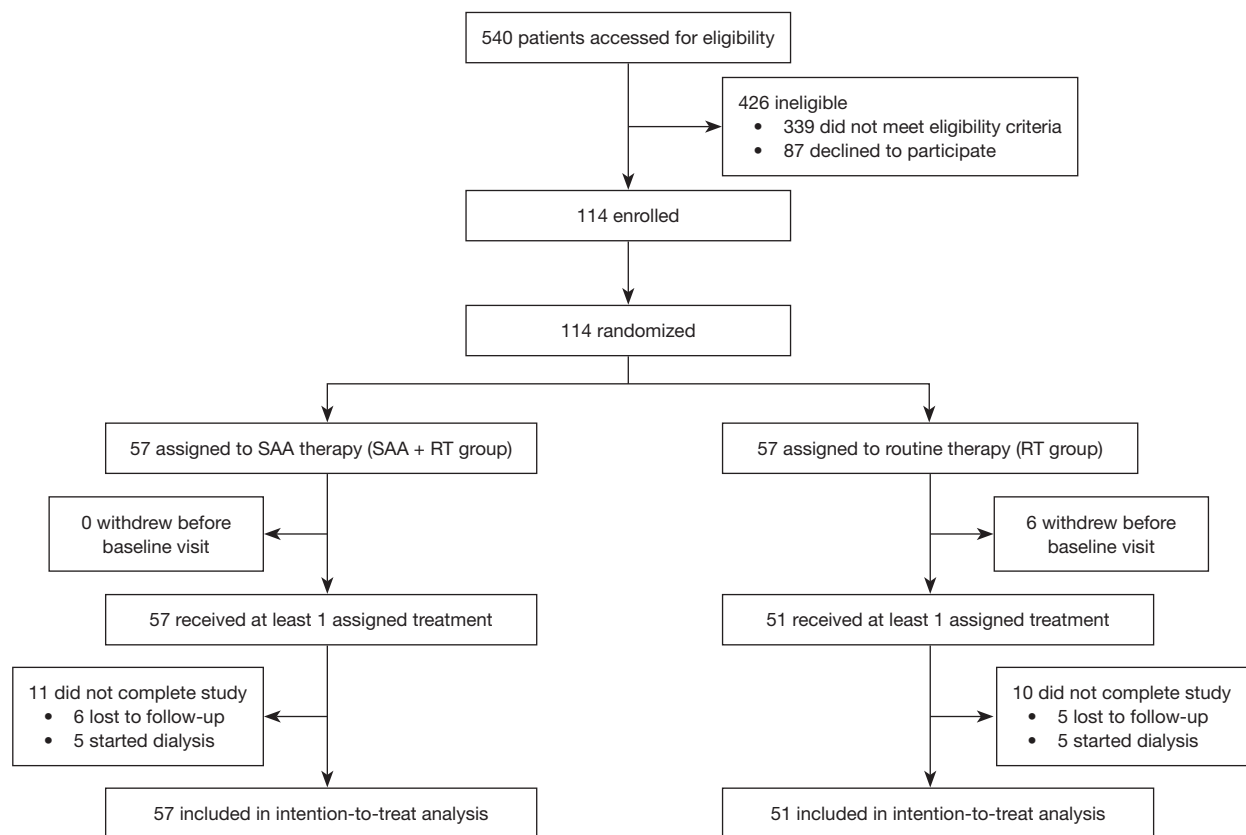 540 patients accessed for eligibility
426 ineligible
• 339 did not meet eligibility criteria
• 87 declined to participate
114 enrolled
114 randomized
57 assigned to SAA therapy (SAA + RT group)
57 assigned to routine therapy (RT group)
0 withdrew before
baseline visit
6 withdrew before
baseline visit
57 received at least 1 assigned treatment
51 received at least 1 assigned treatment
11 did not complete study
• 6 lost to follow-up
• 5 started dialysis
10 did not complete study
• 5 lost to follow-up
• 5 started dialysis
57 included in intention-to-treat analysis
51 included in intention-to-treat analysis